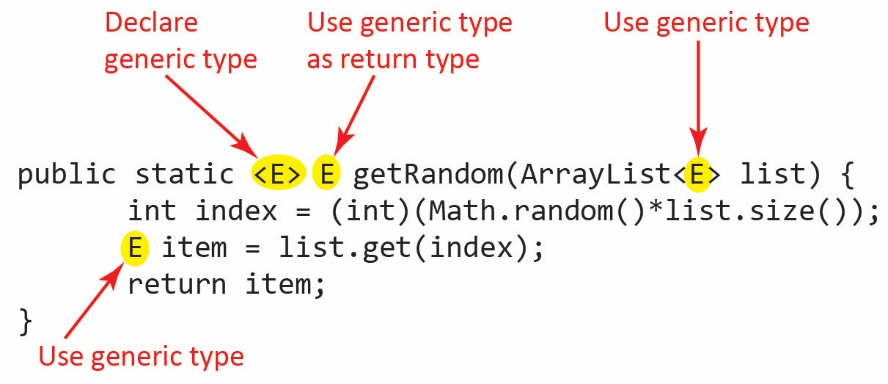 Declare
generic type
Use generic type
as return type
Use generic type
public static <E> E getRandom(ArrayList<E> list) {
int index = (int)(Math.random()*list.size());
E item = list.get(index);
return item;
}
Use generic type